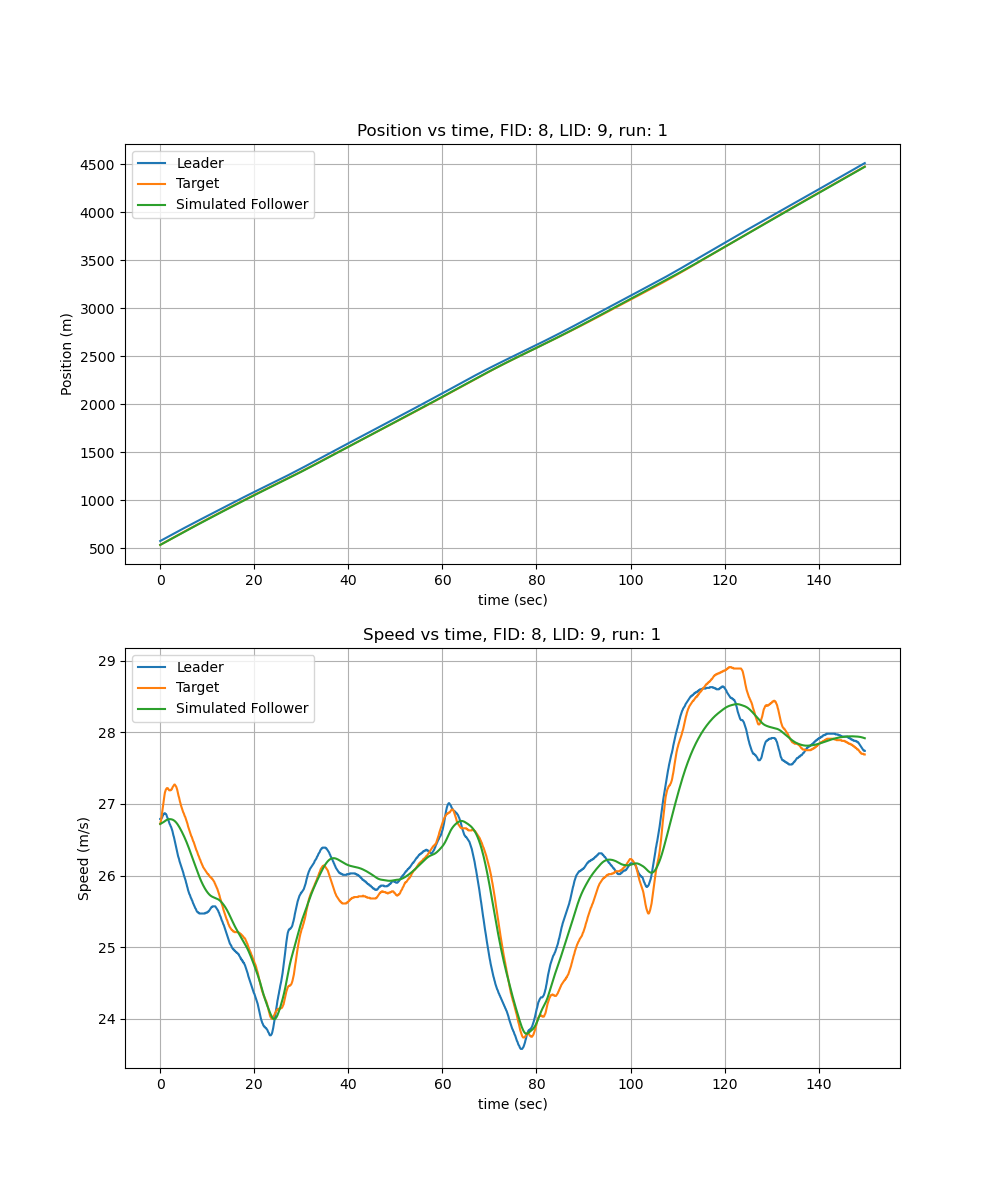 Position vs time, FID: 8, LID: 9, run: 1
Leader
Target
Simulated Follower
4500
4000
3500
3000
2500
2000
1500
1000
500
Position (m)
0 20 40 60 80 100 120 140
time (sec)
Speed vs time, FID: 8, LID: 9, run: 1
Leader
Target
Simulated Follower
29
28
27
26
25
24
Speed (m/s)
0 20 40 60 80 100 120 140
time (sec)